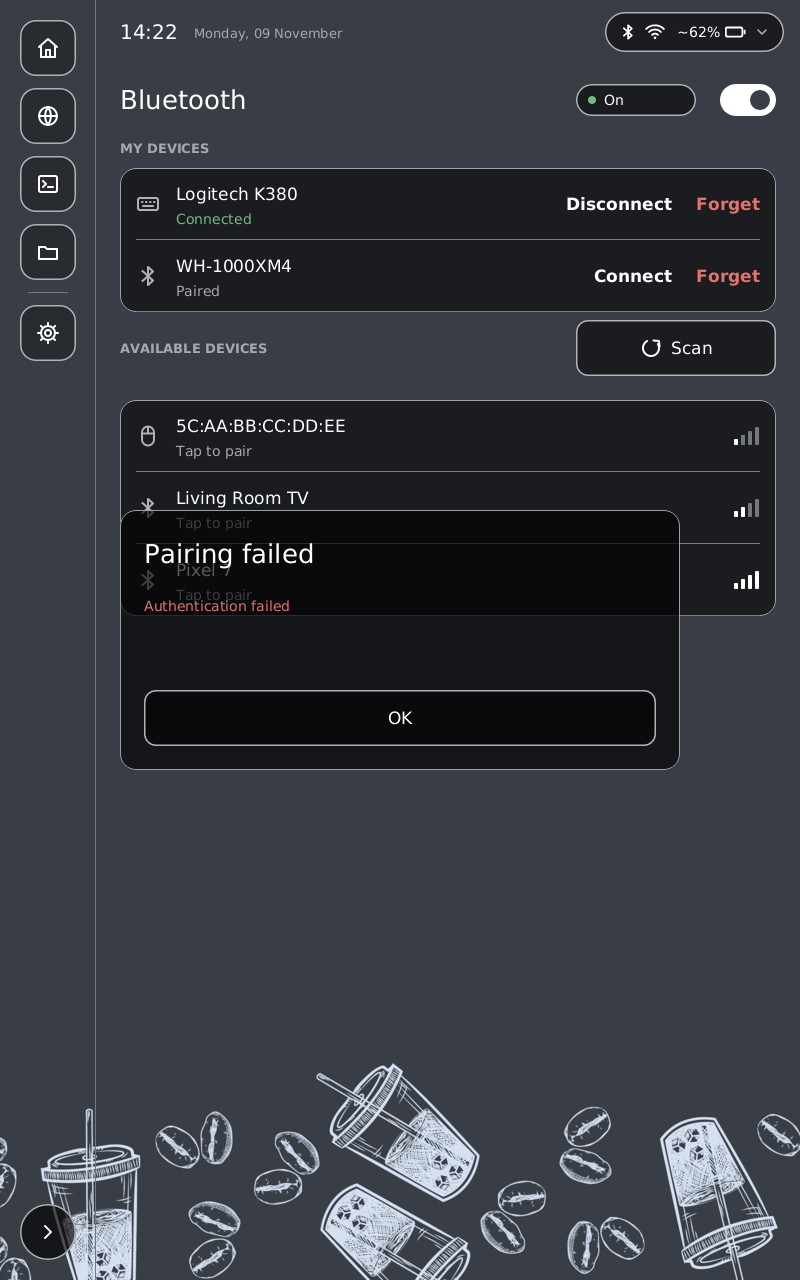 14:22 Monday, 09 November ~62%
Bluetooth On
MY DEVICES
Logitech K380
Connected
Disconnect Forget
WH-1000XM4
Paired
Connect Forget
AVAILABLE DEVICES Scan
5C:AA:BB:CC:DD:EE
Tap to pair
Living Room TV
Tap to pair
Pairing failed
Pixel 7
Tap to pair
Authentication failed
OK